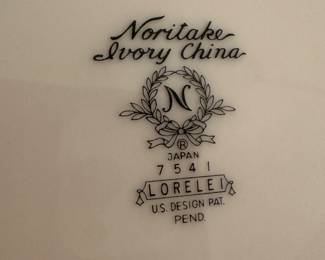 Noritake
Ivory China
N
®
JAPAN
7541
LORELEI
U.S. DESIGN PAT.
PEND.